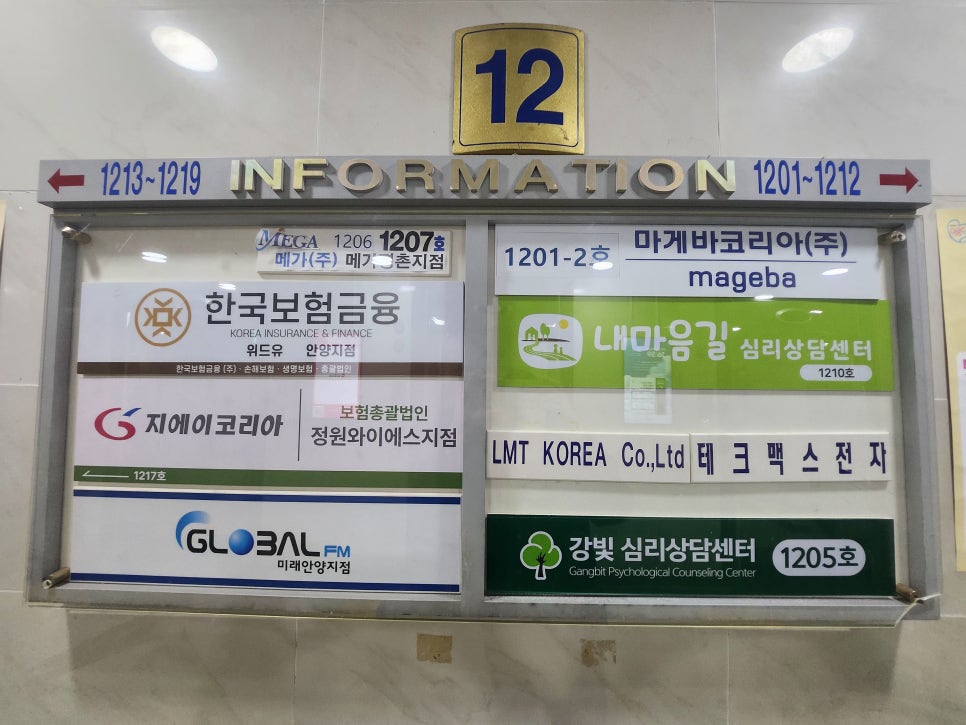 12
1213~1219 INFORMATION 1201~1212
MEGA 1206 1207호
메가(주) 메가평촌지점
한국보험금융
KOREA INSURANCE & FINANCE
위드유 안양지점
한국보험금융 (주) · 손해보험 · 생명보험 · 총괄법인
지에이코리아
보험총괄법인
정원와이에스지점
1217호
GLOBAL FM
미래안양지점
1201-2호
마게바코리아(주)
mageba
내마음길 심리상담센터
1210호
LMT KOREA Co.,Ltd 테크맥스전자
강빛 심리상담센터
Gangbit Psychological Counseling Center
1205호